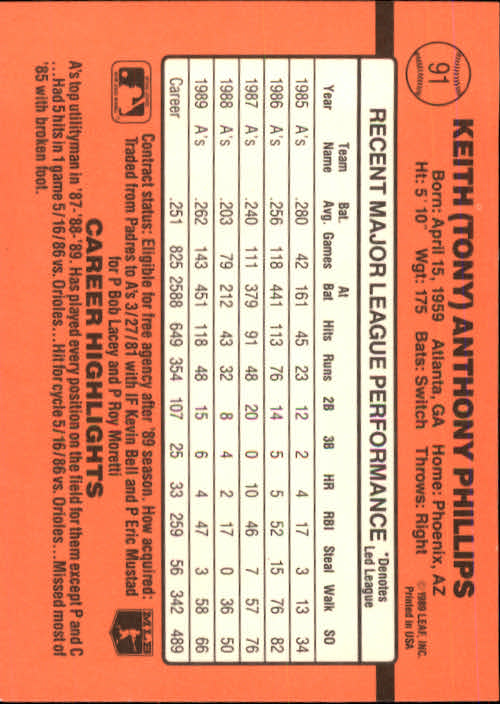 91
KEITH (TONY) ANTHONY PHILLIPS
Born: April 15, 1959 Atlanta, GA Home: Phoenix, AZ
Ht: 5' 10" Wgt: 175 Bats: Switch Throws: Right
© 1989 LEAF, INC.
Printed in USA
RECENT MAJOR LEAGUE PERFORMANCE *Denotes Led League
Year Team Name Bat. Avg. Games At Bat Hits Runs 2B 3B HR RBI Steal Walk SO
1985 A's .280 42 161 45 23 12 2 4 17 3 13 34
1986 A's .256 118 441 113 76 14 5 5 52 15 76 82
1987 A's .240 111 379 91 48 20 0 10 46 7 57 76
1988 A's .203 79 212 43 32 8 4 2 17 0 36 50
1989 A's .262 143 451 118 48 15 6 4 47 3 58 66
Career .251 825 2588 649 354 107 25 33 259 56 342 489
Contract status: Eligible for free agency after '89 season. How acquired:
Traded from Padres to A's 3/27/81 with IF Kevin Bell and P Eric Mustad
for P Bob Lacey and P Roy Moretti
MLB
CAREER HIGHLIGHTS
A's top utilityman in '87-'88-'89. Has played every position on the field for them except P and C
...Had 5 hits in 1 game 5/16/86 vs. Orioles...Hit for cycle 5/16/86 vs. Orioles...Missed most of
'85 with broken foot.